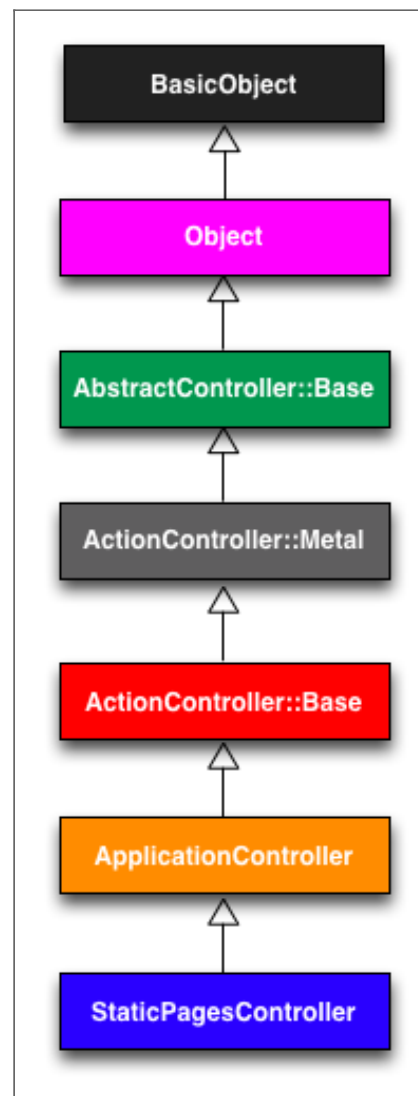 BasicObject
Object
AbstractController::Base
ActionController::Metal
ActionController::Base
ApplicationController
StaticPagesController